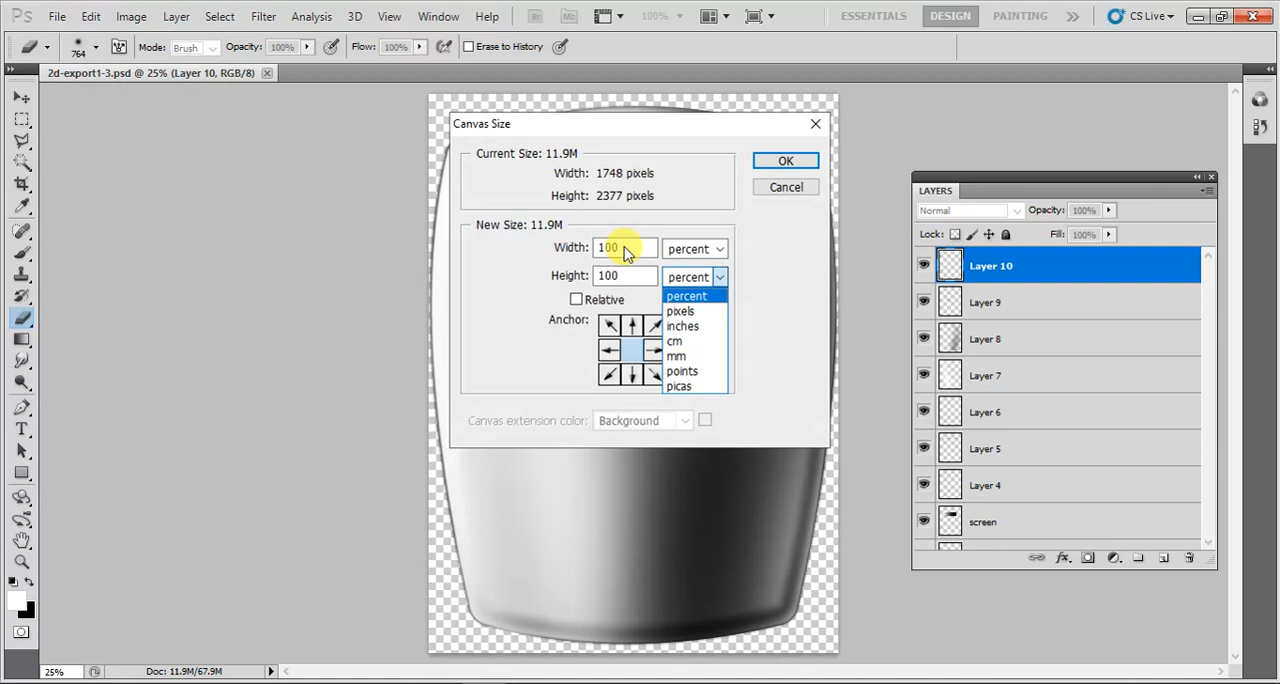 Ps File Edit Image Layer Select Filter Analysis 3D View Window Help Br Mb 100% ESSENTIALS DESIGN PAINTING CS Live
764 Mode: Brush Opacity: 100% Flow: 100% Erase to History
2d-export1-3.psd @ 25% (Layer 10, RGB/8)
Canvas Size
Current Size: 11.9M
Width: 1748 pixels
Height: 2377 pixels
OK
Cancel
New Size: 11.9M
Width: 100 percent
Height: 100 percent
Relative
Anchor:
percent
pixels
inches
cm
mm
points
picas
Canvas extension color: Background
LAYERS
Normal Opacity: 100%
Lock: Fill: 100%
Layer 10
Layer 9
Layer 8
Layer 7
Layer 6
Layer 5
Layer 4
screen
fx
T
25% Doc: 11.9M/67.9M